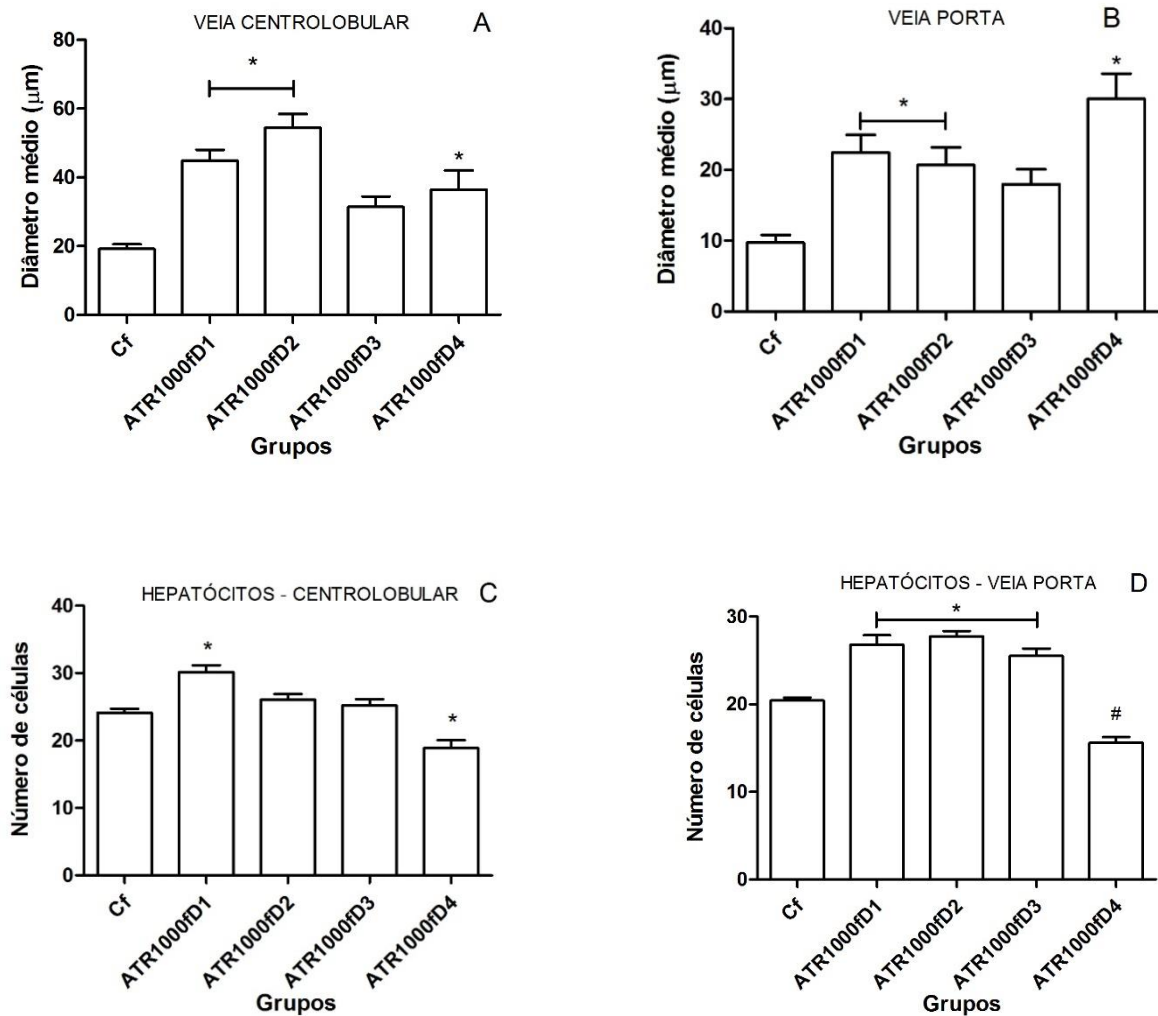 VEIA CENTROLOBULAR
A
Diâmetro médio (μm)
80
60
40
20
0
*
*
Cf
ATR1000fD1
ATR1000fD2
ATR1000fD3
ATR1000fD4
Grupos
VEIA PORTA
B
Diâmetro médio (μm)
40
30
20
10
0
*
*
Cf
ATR1000fD1
ATR1000fD2
ATR1000fD3
ATR1000fD4
Grupos
HEPATÓCITOS - CENTROLOBULAR
C
Número de células
40
30
20
10
0
*
*
Cf
ATR1000fD1
ATR1000fD2
ATR1000fD3
ATR1000fD4
Grupos
HEPATÓCITOS - VEIA PORTA
D
Número de células
30
20
10
0
*
#
Cf
ATR1000fD1
ATR1000fD2
ATR1000fD3
ATR1000fD4
Grupos